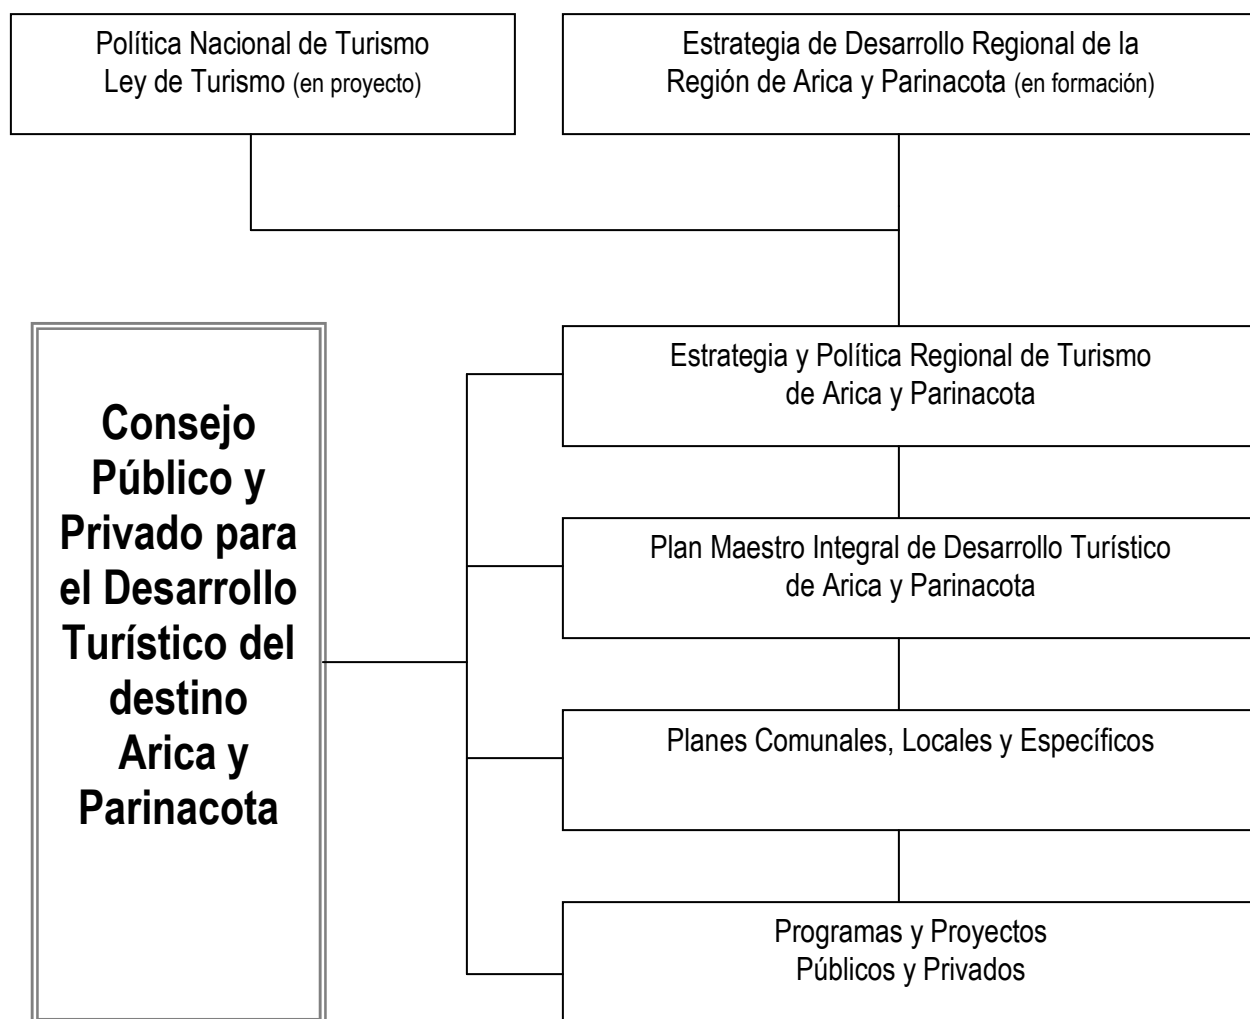 Política Nacional de Turismo
Ley de Turismo (en proyecto)
Estrategia de Desarrollo Regional de la
Región de Arica y Parinacota (en formación)
Consejo
Público y
Privado para
el Desarrollo
Turístico del
destino
Arica y
Parinacota
Estrategia y Política Regional de Turismo
de Arica y Parinacota
Plan Maestro Integral de Desarrollo Turístico
de Arica y Parinacota
Planes Comunales, Locales y Específicos
Programas y Proyectos
Públicos y Privados